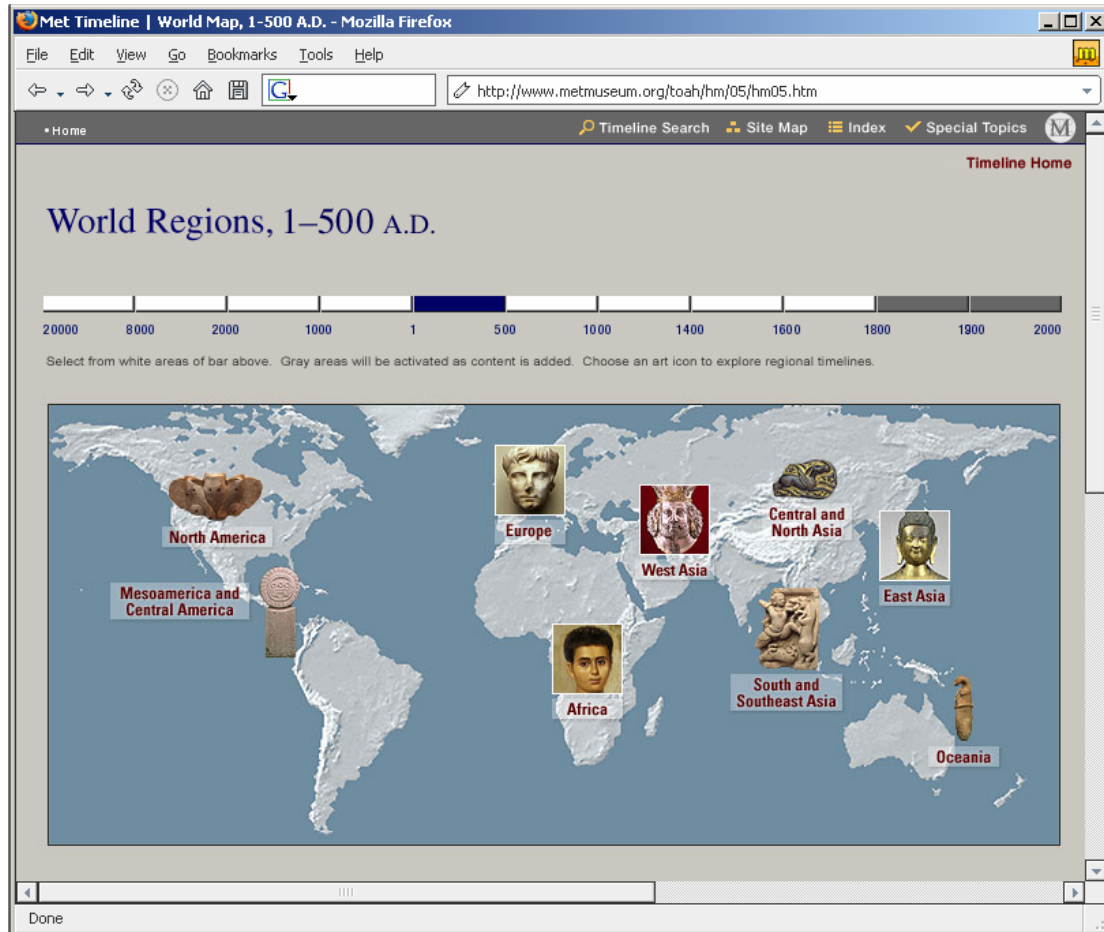 Met Timeline | World Map, 1-500 A.D. - Mozilla Firefox
File Edit View Go Bookmarks Tools Help
G http://www.metmuseum.org/toah/hm/05/hm05.htm
• Home Timeline Search Site Map Index Special Topics M
Timeline Home
World Regions, 1–500 A.D.
20000 8000 2000 1000 1 500 1000 1400 1600 1800 1900 2000
Select from white areas of bar above. Gray areas will be activated as content is added. Choose an art icon to explore regional timelines.
North America
Europe
Central and
North Asia
West Asia
Mesoamerica and
Central America
East Asia
Africa
South and
Southeast Asia
Oceania
Done